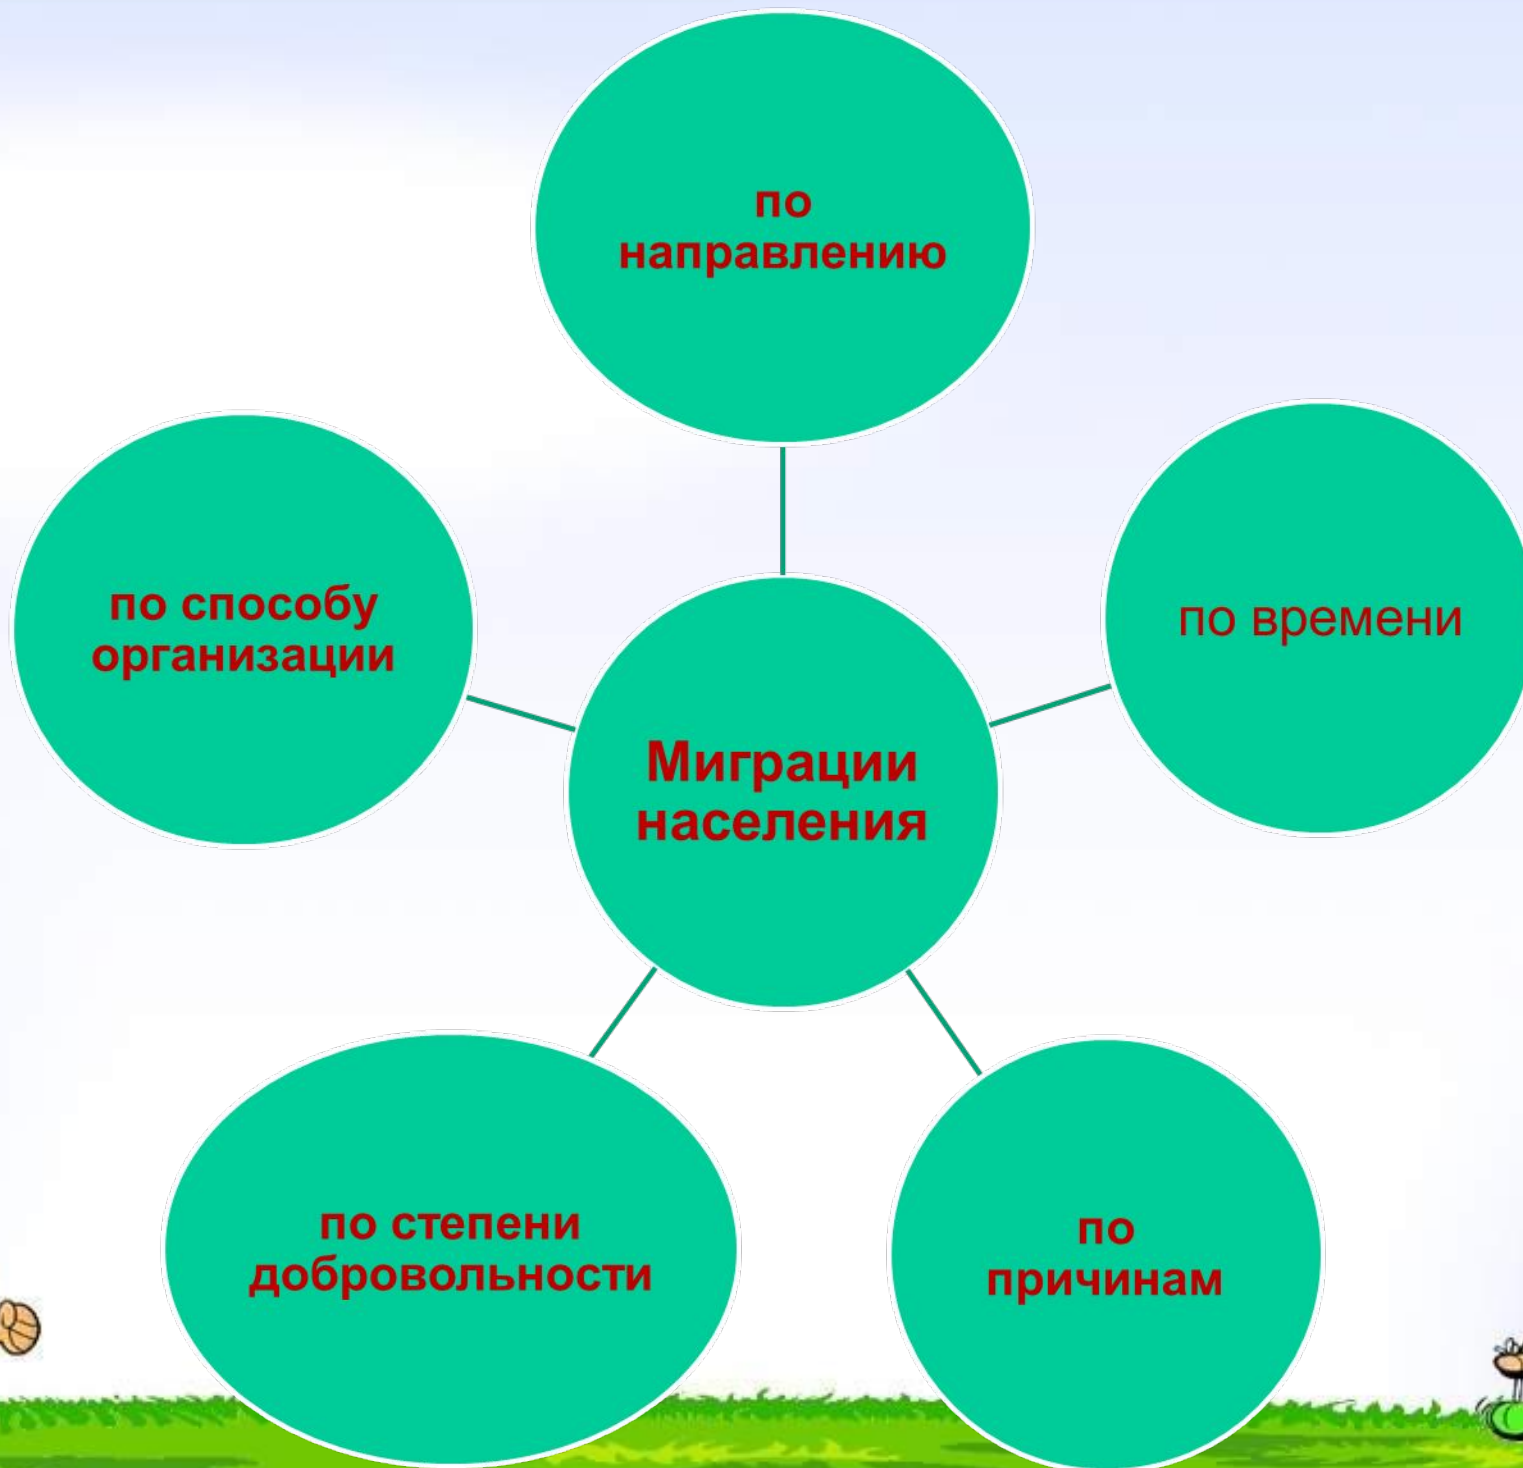 по
направлению
по способу
организации
по времени
Миграции
населения
по степени
добровольности
по
причинам